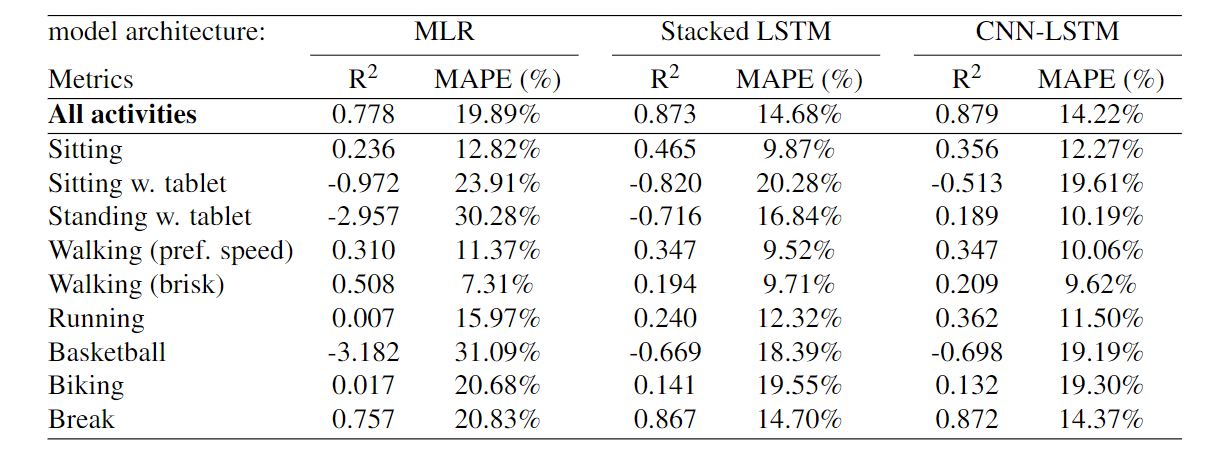 model architecture: MLR Stacked LSTM CNN-LSTM
Metrics R² MAPE (%) R² MAPE (%) R² MAPE (%)
All activities 0.778 19.89% 0.873 14.68% 0.879 14.22%
Sitting 0.236 12.82% 0.465 9.87% 0.356 12.27%
Sitting w. tablet -0.972 23.91% -0.820 20.28% -0.513 19.61%
Standing w. tablet -2.957 30.28% -0.716 16.84% 0.189 10.19%
Walking (pref. speed) 0.310 11.37% 0.347 9.52% 0.347 10.06%
Walking (brisk) 0.508 7.31% 0.194 9.71% 0.209 9.62%
Running 0.007 15.97% 0.240 12.32% 0.362 11.50%
Basketball -3.182 31.09% -0.669 18.39% -0.698 19.19%
Biking 0.017 20.68% 0.141 19.55% 0.132 19.30%
Break 0.757 20.83% 0.867 14.70% 0.872 14.37%